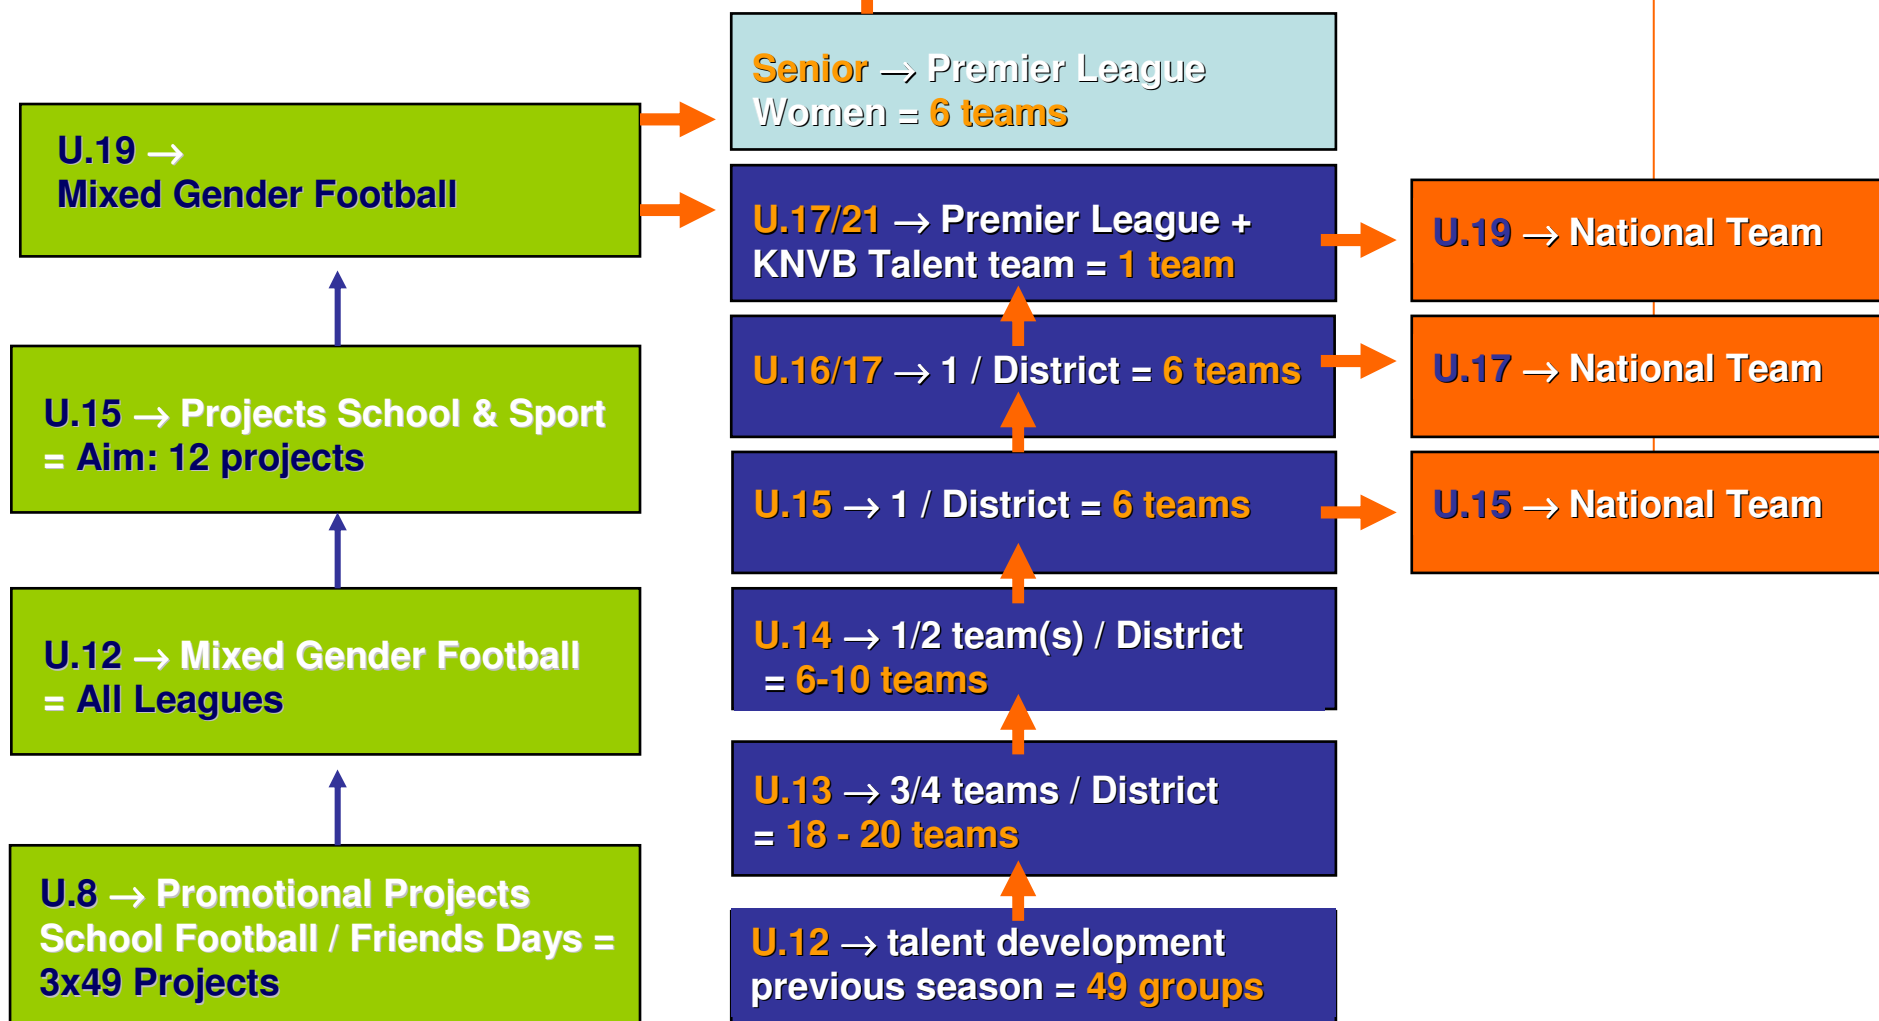 Senior → Premier League
Women = 6 teams
U.19 →
Mixed Gender Football
U.17/21 → Premier League +
KNVB Talent team = 1 team
U.19 → National Team
U.16/17 → 1 / District = 6 teams
U.17 → National Team
U.15 → Projects School & Sport
= Aim: 12 projects
U.15 → 1 / District = 6 teams
U.15 → National Team
U.12 → Mixed Gender Football
= All Leagues
U.14 → 1/2 team(s) / District
= 6-10 teams
U.13 → 3/4 teams / District
= 18 - 20 teams
U.8 → Promotional Projects
School Football / Friends Days =
3x49 Projects
U.12 → talent development
previous season = 49 groups